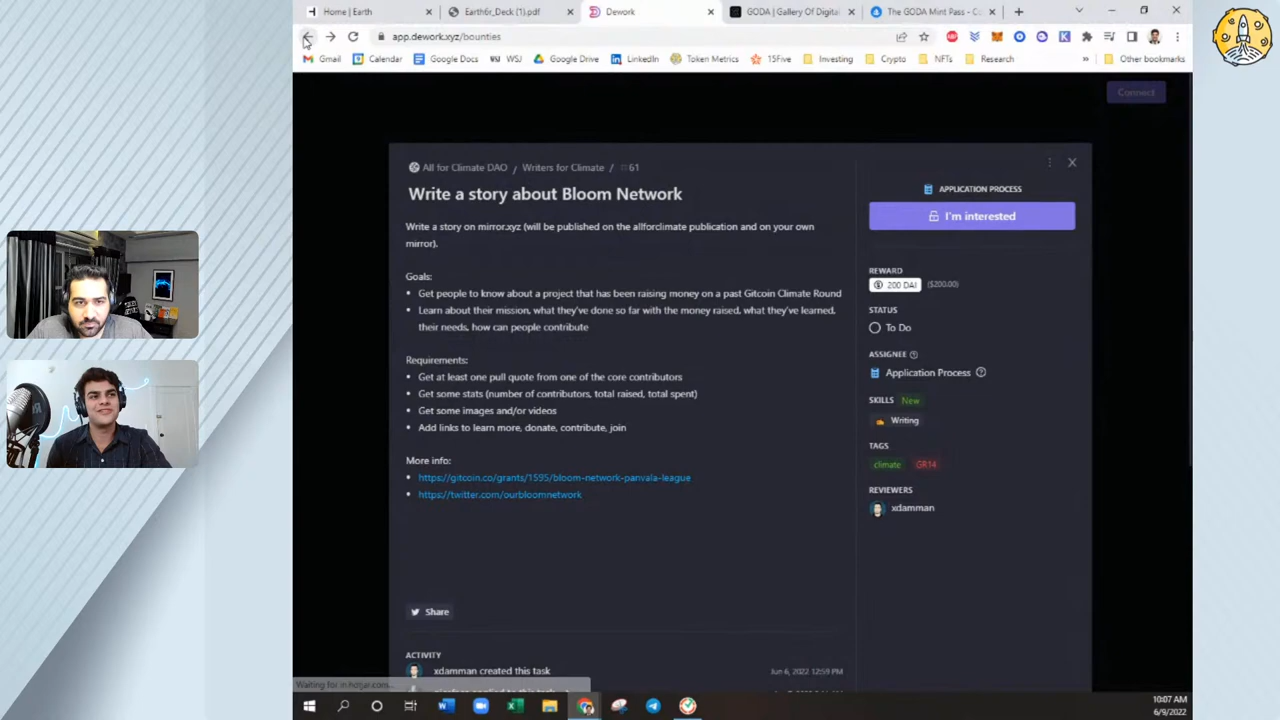 Home | Earth
Earth6r_Deck (1).pdf
Dework
GODA | Gallery Of Digital
The GODA Mint Pass - C
app.dework.xyz/bounties
Gmail
Calendar
Google Docs
WSJ
Google Drive
LinkedIn
Token Metrics
15Five
Investing
Crypto
NFTs
Research
Other bookmarks
Connect
All for Climate DAO / Writers for Climate / 61
Write a story about Bloom Network
Write a story on mirror.xyz (will be published on the allforclimate publication and on your own
mirror).
Goals:
• Get people to know about a project that has been raising money on a past Gitcoin Climate Round
• Learn about their mission, what they've done so far with the money raised, what they've learned,
their needs, how can people contribute
Requirements:
• Get at least one pull quote from one of the core contributors
• Get some stats (number of contributors, total raised, total spent)
• Get some images and/or videos
• Add links to learn more, donate, contribute, join
More info:
• https://gitcoin.co/grants/1595/bloom-network-panvala-league
• https://twitter.com/ourbloomnetwork
Share
ACTIVITY
xdamman created this task
Jun 6, 2022 12:59 PM
APPLICATION PROCESS
I'm interested
REWARD
200 DAI ($200.00)
STATUS
To Do
ASSIGNEE
Application Process
SKILLS New
Writing
TAGS
climate GR14
REVIEWERS
xdamman
10:07 AM
6/9/2022